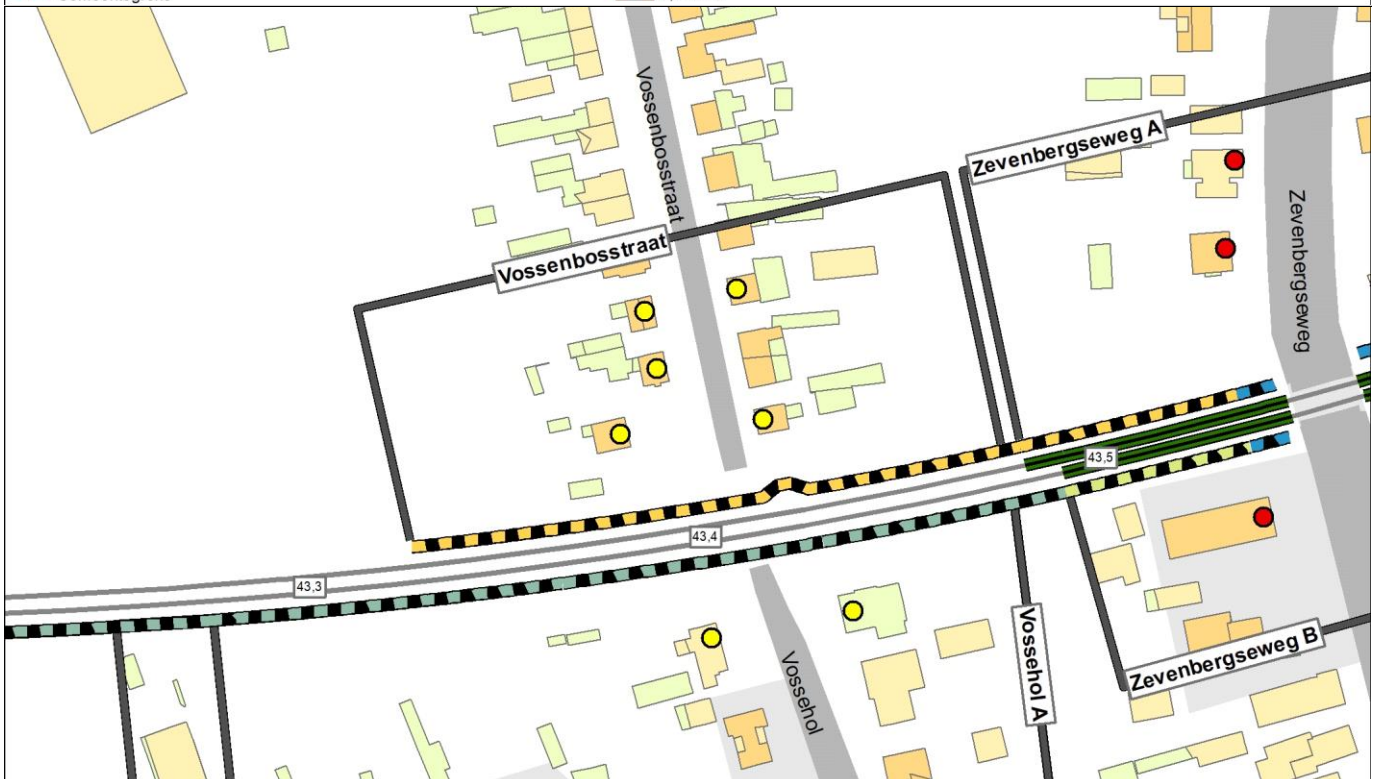 Vossenbosstraat
Zevenbergseweg A
Vossenbosstraat
Zevenbergseweg
43,5
43,4
43,3
Vossehol A
Vossehol
Zevenbergseweg B